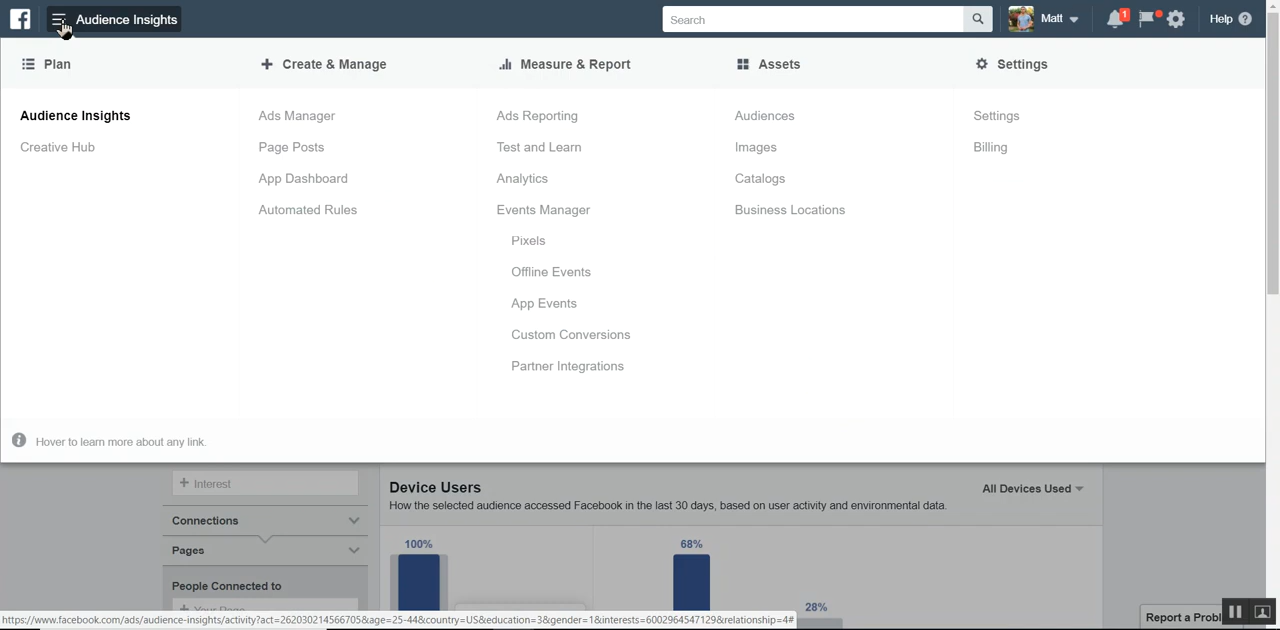 Audience Insights
Search
Matt
1
Help
Plan
Create & Manage
Measure & Report
Assets
Settings
Audience Insights
Creative Hub
Ads Manager
Page Posts
App Dashboard
Automated Rules
Ads Reporting
Test and Learn
Analytics
Events Manager
Pixels
Offline Events
App Events
Custom Conversions
Partner Integrations
Audiences
Images
Catalogs
Business Locations
Settings
Billing
Hover to learn more about any link.
+ Interest
Connections
Pages
People Connected to
+ Your Page
Device Users
All Devices Used
How the selected audience accessed Facebook in the last 30 days, based on user activity and environmental data.
100%
68%
28%
https://www.facebook.com/ads/audience-insights/activity?act=262030214566705&age=25-44&country=US&education=3&gender=1&interests=6002964547129&relationship=4#
Report a Probl